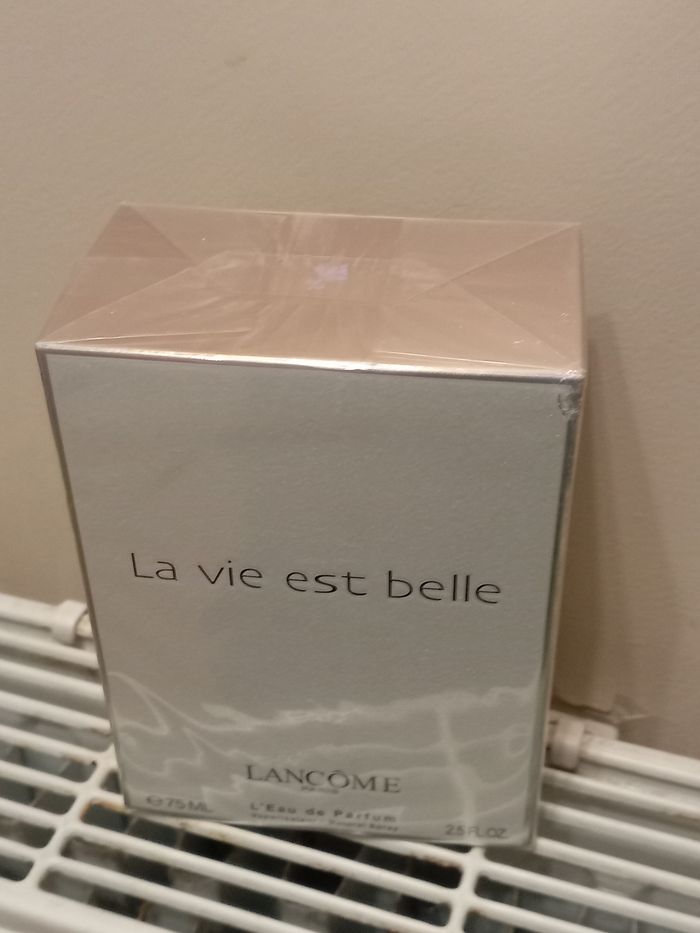 La vie est belle
LANCÔME
℮ 75 ML
L'Eau de Parfum
2.5 FL.OZ